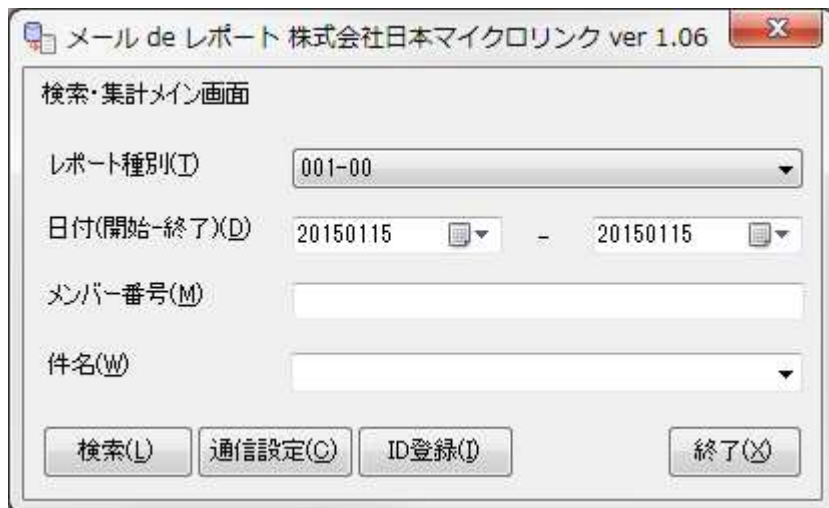 メール de レポート 株式会社日本マイクロリンク ver 1.06
検索・集計メイン画面
レポート種別(T) 001-00
日付(開始-終了)(D) 20150115 - 20150115
メンバー番号(M)
件名(W)
検索(L) 通信設定(C) ID登録(I) 終了(X)